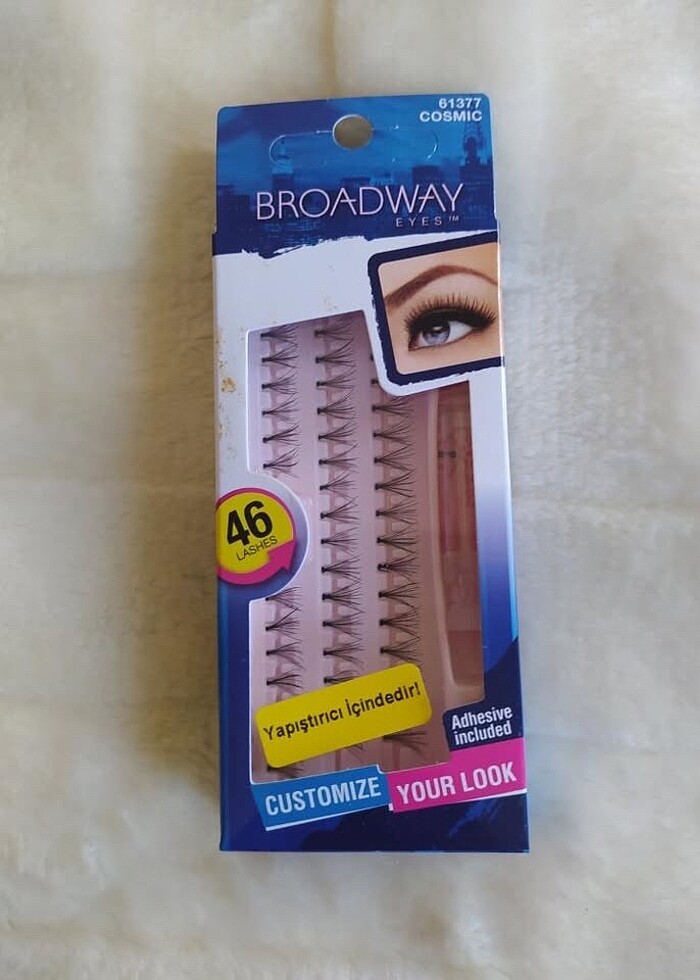 61377
COSMIC
BROADWAY
EYES™
46
LASHES
Yapıştırıcı İçindedir!
Adhesive
included
CUSTOMIZE
YOUR LOOK